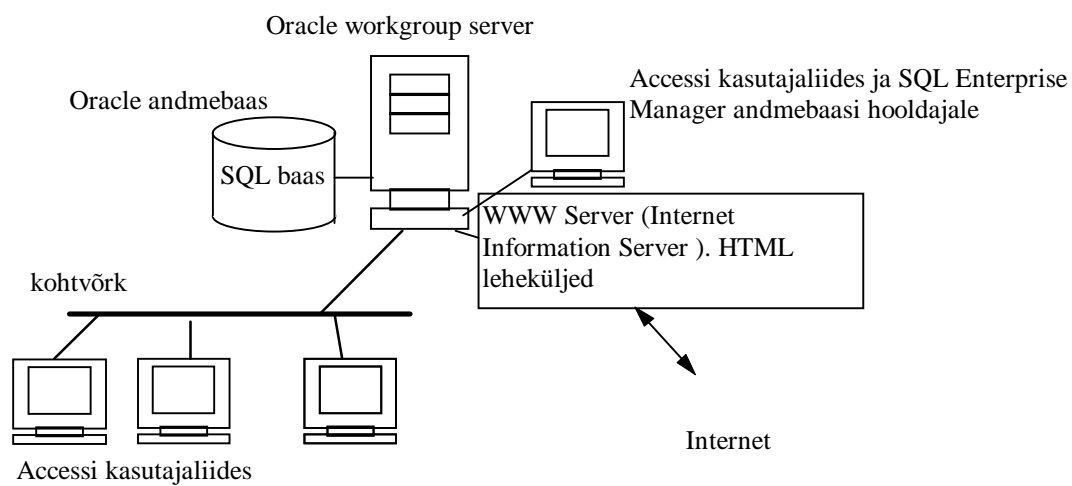 Oracle workgroup server
Accessi kasutajaliides ja SQL Enterprise
Manager andmebaasi hooldajale
Oracle andmebaas
SQL baas
WWW Server (Internet
Information Server ). HTML
leheküljed
kohtvõrk
Internet
Accessi kasutajaliides